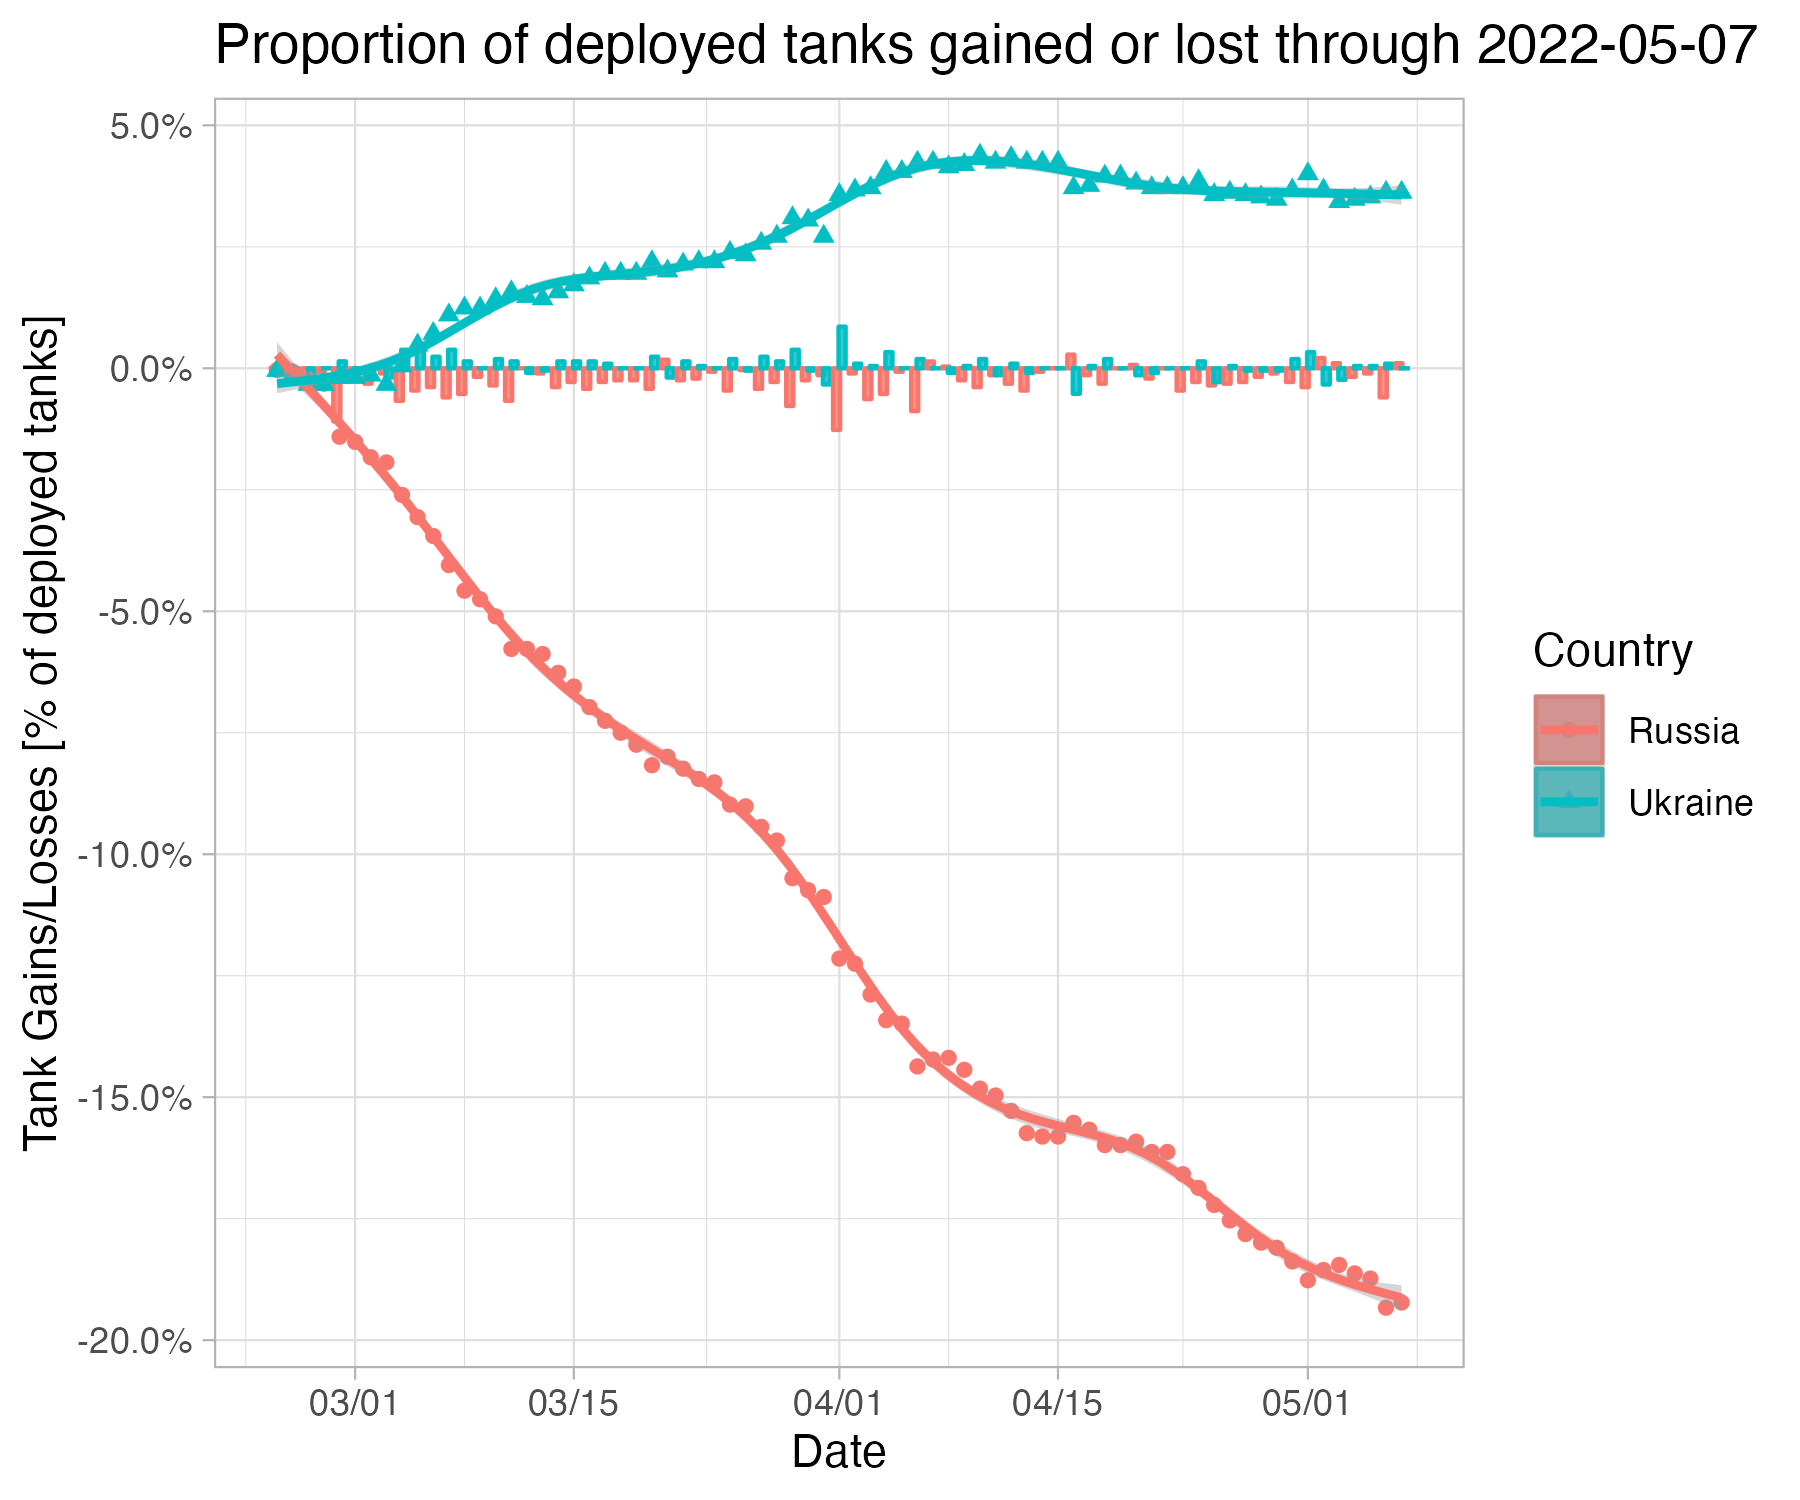 Proportion of deployed tanks gained or lost through 2022-05-07
Tank Gains/Losses [% of deployed tanks]
5.0%
0.0%
-5.0%
-10.0%
-15.0%
-20.0%
03/01
03/15
04/01
04/15
05/01
Date
Country
Russia
Ukraine